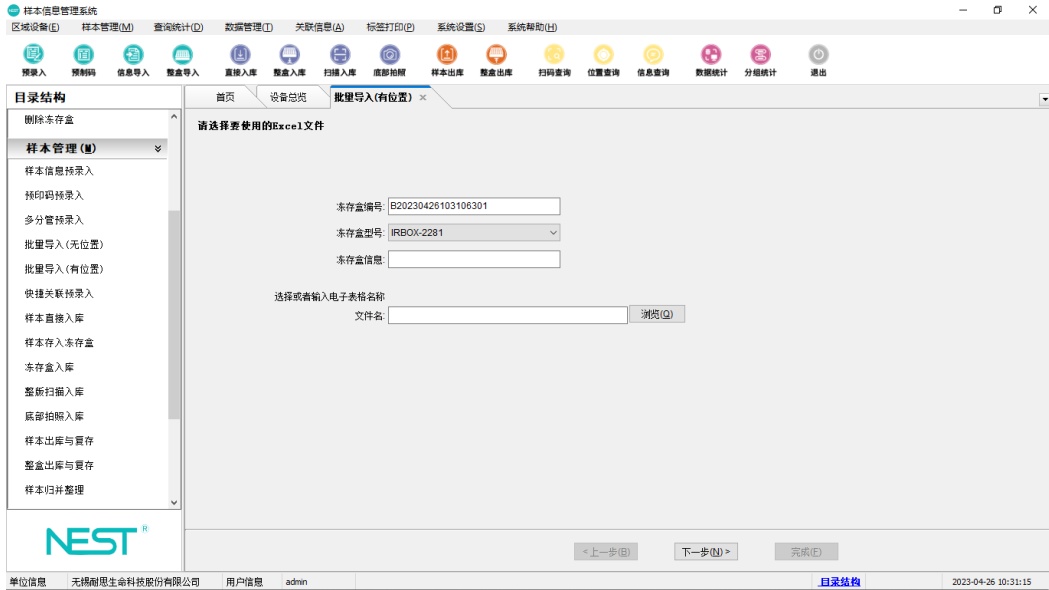 样本信息管理系统
区域设备(E) 样本管理(M) 查询统计(D) 数据管理(T) 关联信息(A) 标签打印(P) 系统设置(S) 系统帮助(H)
预录入 预制码 信息导入 整盒导入 直接入库 整盒入库 扫描入库 底部拍照 样本出库 整盒出库 扫码查询 位置查询 信息查询 数据统计 分组统计 退出
目录结构
首页 设备总览 批量导入(有位置)
删除冻存盒
请选择要使用的Excel文件
样本管理(M)
样本信息预录入
预印码预录入
多分管预录入
批量导入(无位置)
批量导入(有位置)
快捷关联预录入
样本直接入库
样本存入冻存盒
冻存盒入库
整版扫描入库
底部拍照入库
样本出库与复存
整盒出库与复存
样本归并整理
冻存盒编号: B20230426103106301
冻存盒型号: IRBOX-2281
冻存盒信息:
选择或者输入电子表格名称
文件名: 浏览(Q)
NEST®
<上一步(B) 下一步(N)> 完成(F)
单位信息 无锡耐思生命科技股份有限公司 用户信息 admin 目录结构 2023-04-26 10:31:15